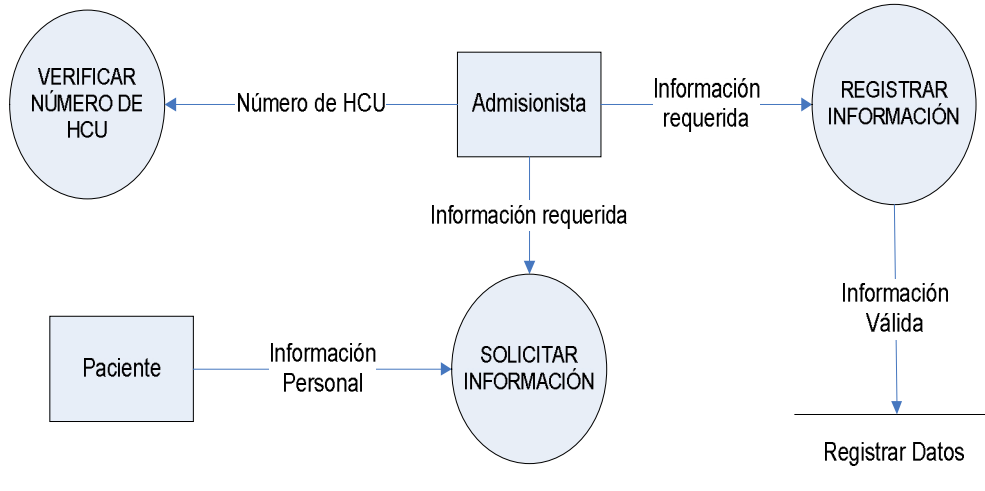 VERIFICAR
NÚMERO DE
HCU
Número de HCU
Admisionista
Información
requerida
REGISTRAR
INFORMACIÓN
Información requerida
Información
Válida
Paciente
Información
Personal
SOLICITAR
INFORMACIÓN
Registrar Datos